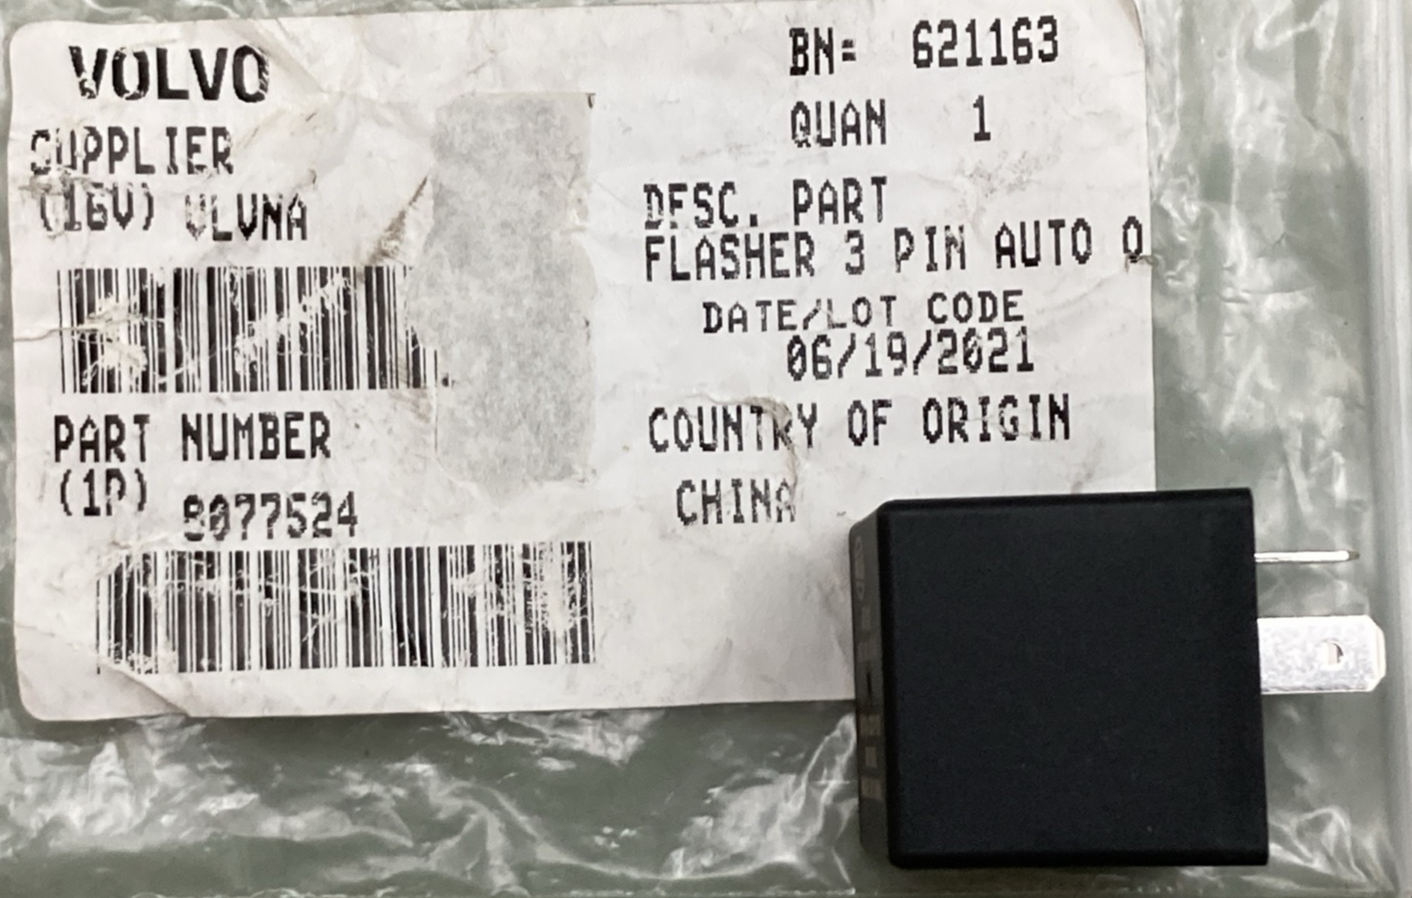 VOLVO
SUPPLIER
(16V) VLVNA
PART NUMBER
(1P) 8077524
BN= 621163
QUAN 1
DESC. PART
FLASHER 3 PIN AUTO Q
DATE/LOT CODE
06/19/2021
COUNTRY OF ORIGIN
CHINA